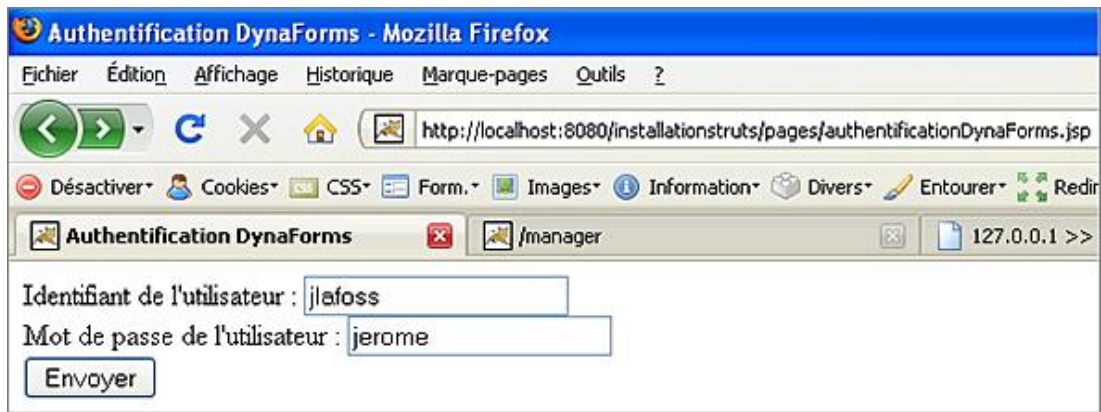 Authentification DynaForms - Mozilla Firefox
Fichier Édition Affichage Historique Marque-pages Outils ?
http://localhost:8080/installationstruts/pages/authentificationDynaForms.jsp
Désactiver Cookies CSS Form. Images Information Divers Entourer Redir
Authentification DynaForms /manager 127.0.0.1 >>
Identifiant de l'utilisateur : jlafoss
Mot de passe de l'utilisateur : jerome
Envoyer